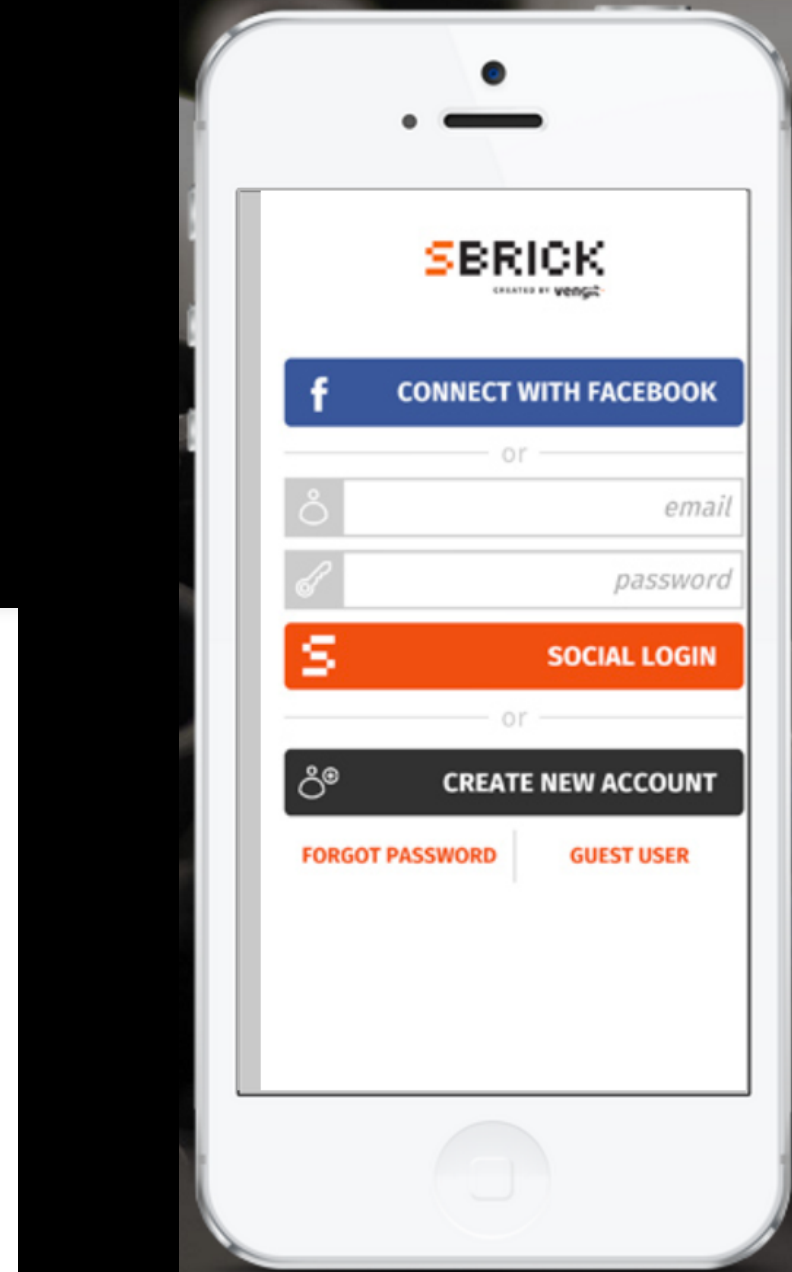 SBRICK
CREATED BY vengit
f CONNECT WITH FACEBOOK
or
email
password
S SOCIAL LOGIN
or
CREATE NEW ACCOUNT
FORGOT PASSWORD GUEST USER